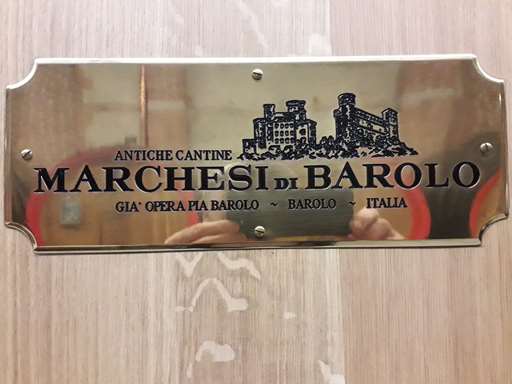 ANTICHE CANTINE
MARCHESI DI BAROLO
GIA' OPERA PIA BAROLO ~ BAROLO ~ ITALIA